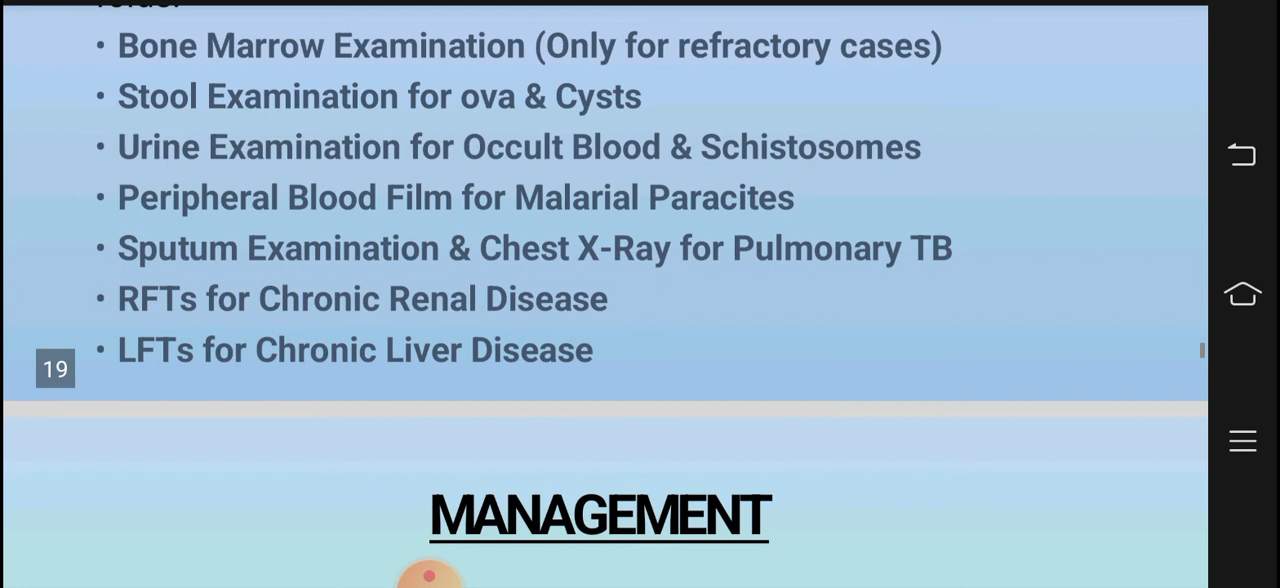 • Bone Marrow Examination (Only for refractory cases)
• Stool Examination for ova & Cysts
• Urine Examination for Occult Blood & Schistosomes
• Peripheral Blood Film for Malarial Paracites
• Sputum Examination & Chest X-Ray for Pulmonary TB
• RFTs for Chronic Renal Disease
• LFTs for Chronic Liver Disease
19
MANAGEMENT